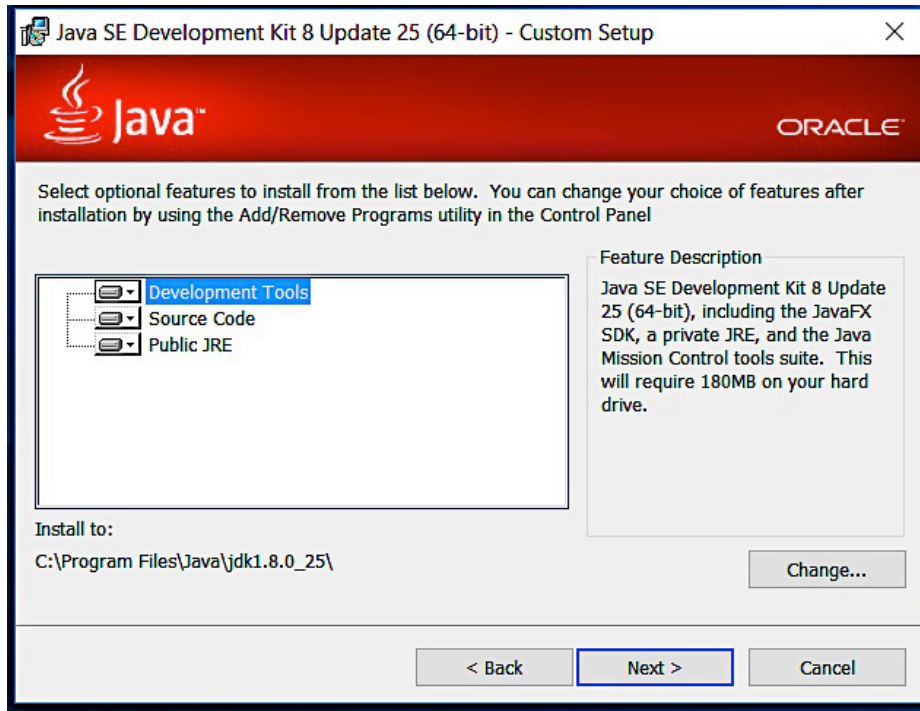 Java SE Development Kit 8 Update 25 (64-bit) - Custom Setup
Java™
ORACLE®
Select optional features to install from the list below.  You can change your choice of features after
installation by using the Add/Remove Programs utility in the Control Panel
Development Tools
Source Code
Public JRE
Feature Description
Java SE Development Kit 8 Update
25 (64-bit), including the JavaFX
SDK, a private JRE, and the Java
Mission Control tools suite.  This
will require 180MB on your hard
drive.
Install to:
C:\Program Files\Java\jdk1.8.0_25\
Change...
< Back
Next >
Cancel